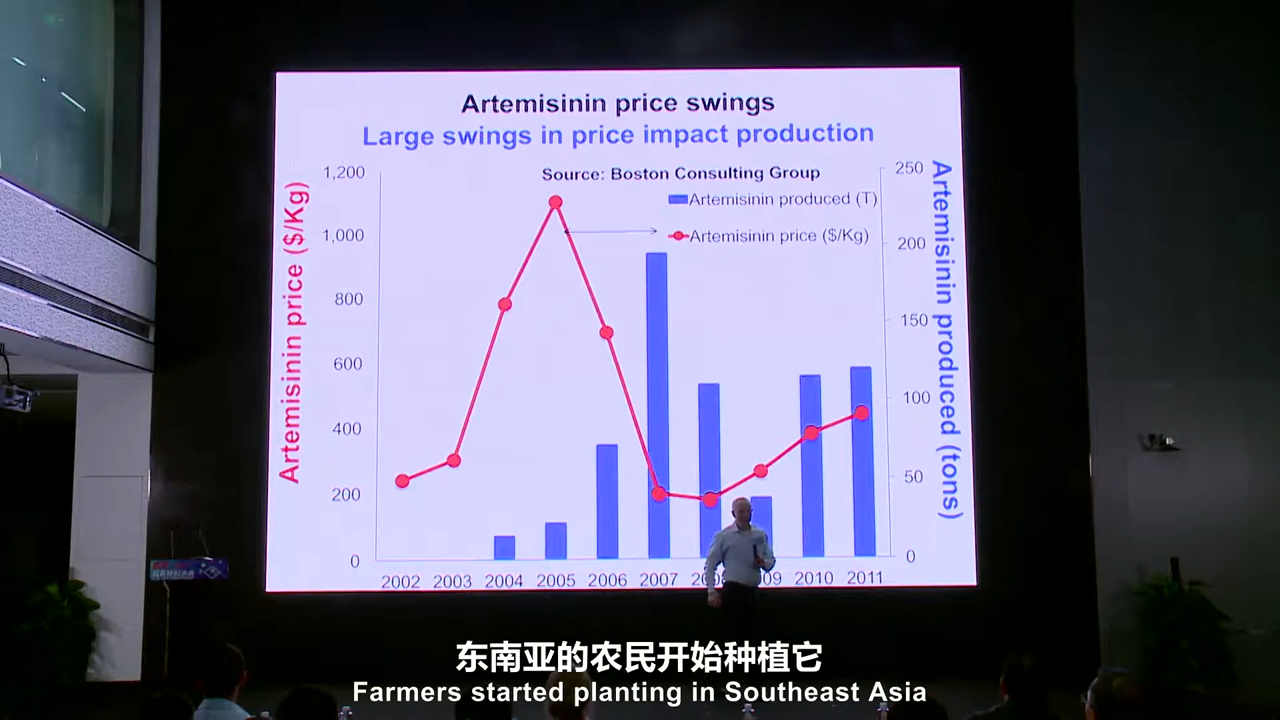 Artemisinin price swings
Large swings in price impact production
Source: Boston Consulting Group
Artemisinin produced (T)
Artemisinin price ($/Kg)
Artemisinin price ($/Kg)
1,200
1,000
800
600
400
200
0
250
200
150
100
50
0
Artemisinin produced (tons)
2002 2003 2004 2005 2006 2007 2010 2011
东南亚的农民开始种植它
Farmers started planting in Southeast Asia